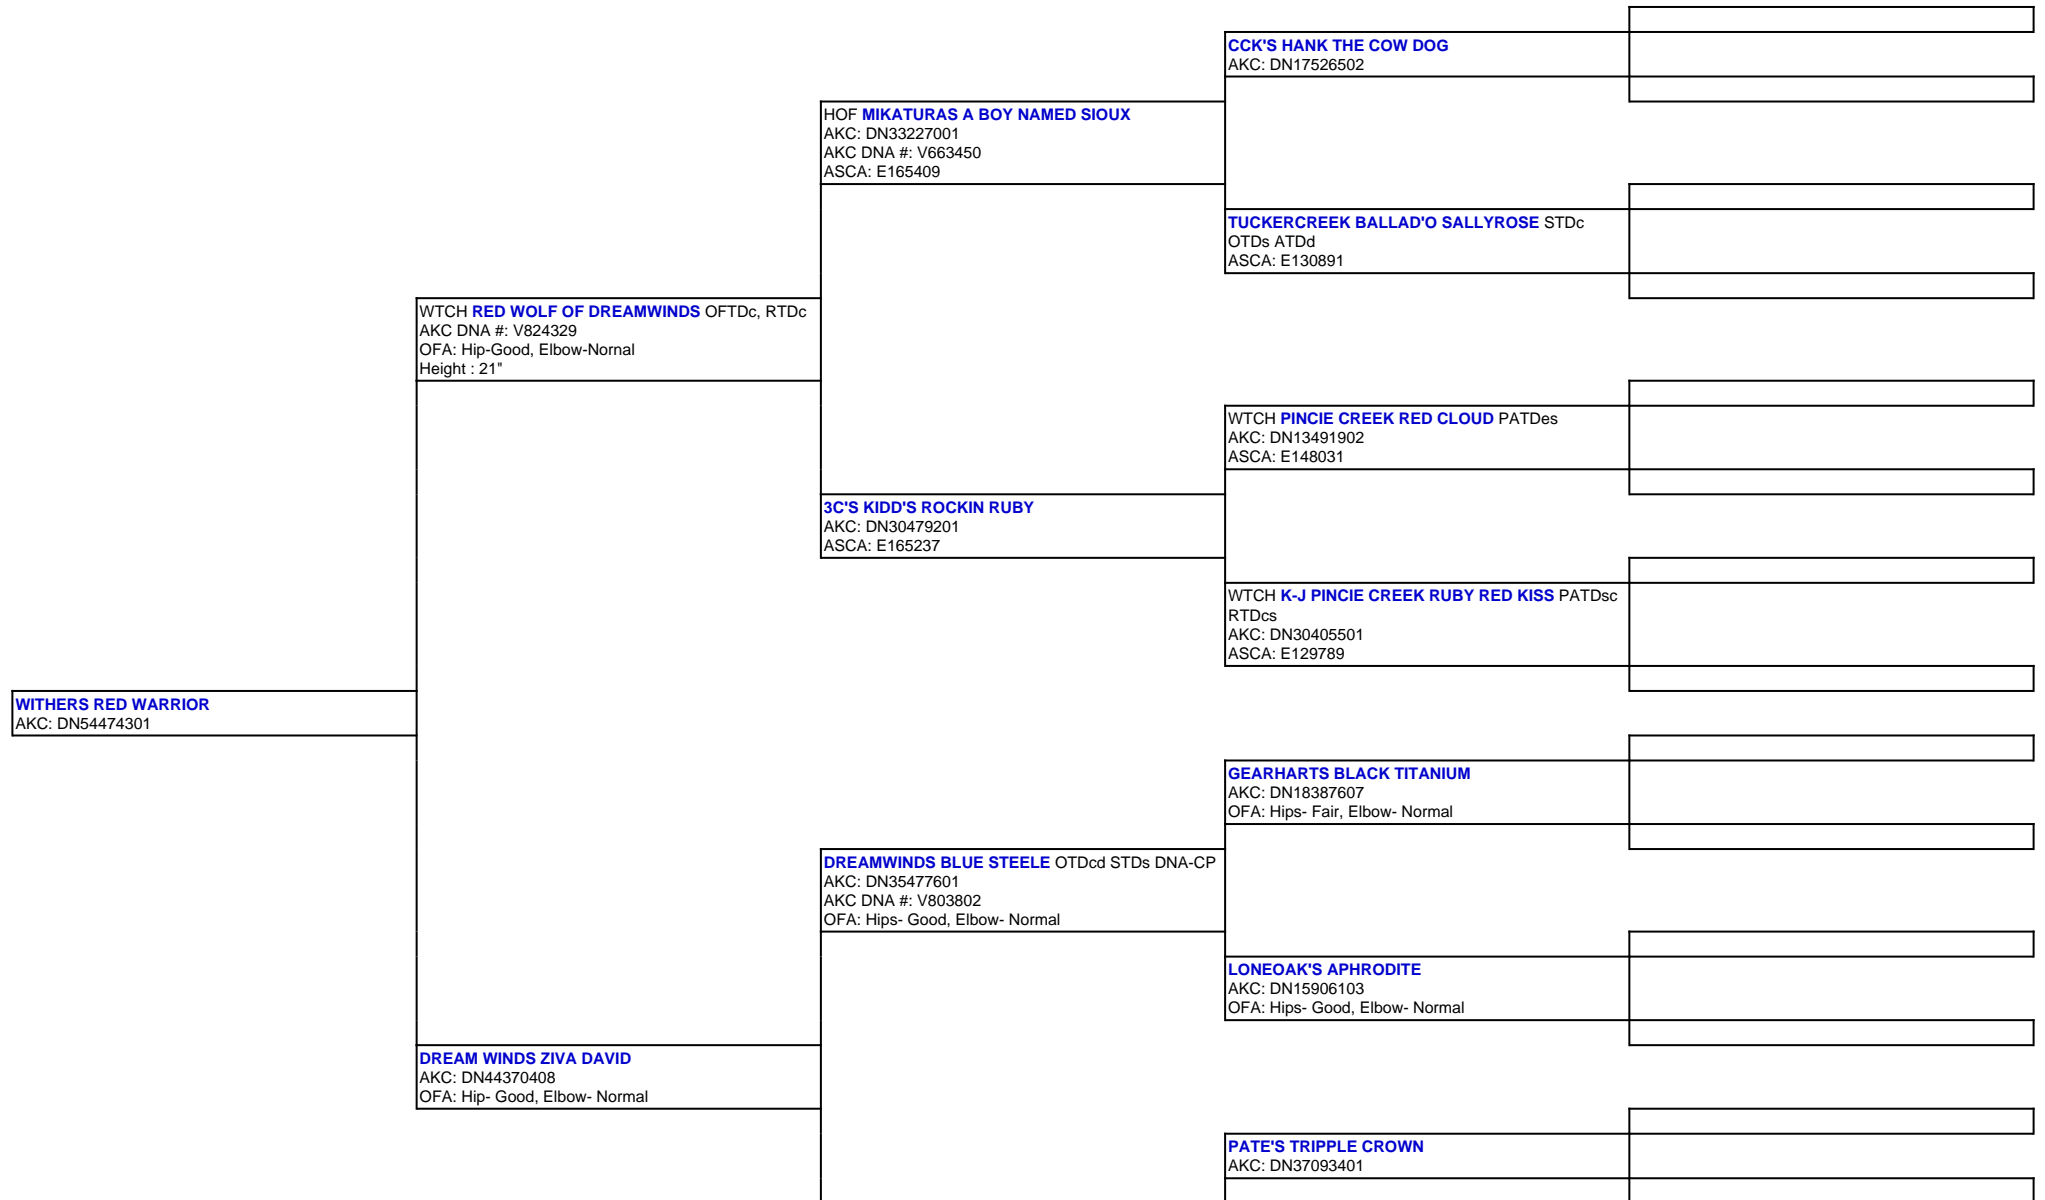 CCK'S HANK THE COW DOG
AKC: DN17526502
HOF MIKATURAS A BOY NAMED SIOUX
AKC: DN33227001
AKC DNA #: V663450
ASCA: E165409
TUCKERCREEK BALLAD'O SALLYROSE STDc
OTDs ATDd
ASCA: E130891
WTCH RED WOLF OF DREAMWINDS OFTDc, RTDc
AKC DNA #: V824329
OFA: Hip-Good, Elbow-Nornal
Height : 21"
WTCH PINCIE CREEK RED CLOUD PATDes
AKC: DN13491902
ASCA: E148031
3C'S KIDD'S ROCKIN RUBY
AKC: DN30479201
ASCA: E165237
WTCH K-J PINCIE CREEK RUBY RED KISS PATDsc
RTDcs
AKC: DN30405501
ASCA: E129789
WITHERS RED WARRIOR
AKC: DN54474301
GEARHARTS BLACK TITANIUM
AKC: DN18387607
OFA: Hips- Fair, Elbow- Normal
DREAMWINDS BLUE STEELE OTDcd STDs DNA-CP
AKC: DN35477601
AKC DNA #: V803802
OFA: Hips- Good, Elbow- Normal
LONEOAK'S APHRODITE
AKC: DN15906103
OFA: Hips- Good, Elbow- Normal
DREAM WINDS ZIVA DAVID
AKC: DN44370408
OFA: Hip- Good, Elbow- Normal
PATE'S TRIPPLE CROWN
AKC: DN37093401